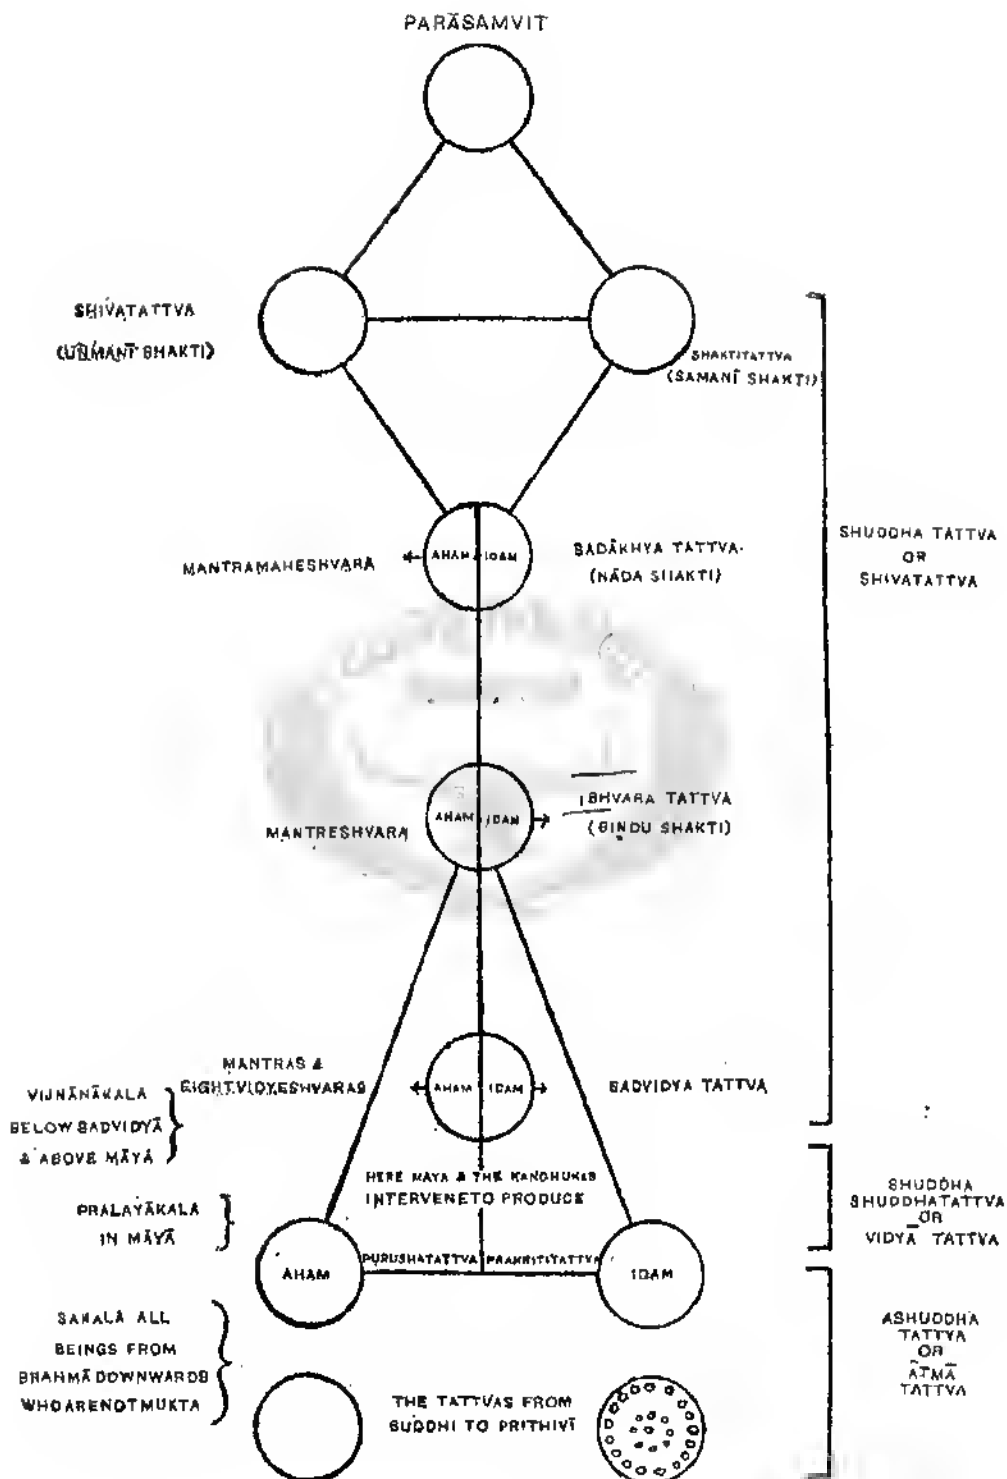 PARĀSAMVIT
SHIVATATTVA
(UNMANĪ SHAKTI)
SHAKTITATTVA
(SAMANĪ SHAKTI)
AHAM IDAM
MANTRAMAHESHVARA
SADĀKHYA TATTVA.
(NĀDA SHAKTI)
SHUDDHA TATTVA
OR
SHIVATATTVA
MANTRESHVARA
AHAM IDAM
ISHVARA TATTVA
(BINDU SHAKTI)
MANTRAS &
EIGHT.VIDYESHVARAS
AHAM IDAM
SADVIDYA TATTVA
VIJNĀNĀKALA
BELOW SADVIDYĀ
& ABOVE MĀYĀ
HERE MAYA & THE KANCHUKAS
INTERVENE TO PRODUCE
SHUDDHA
SHUDDHATATTVA
OR
VIDYĀ TATTVA
PRALAYĀKALA
IN MĀYĀ
AHAM
PURUSHATATTVA
PRAKRITITATTVA
IDAM
SAKALA ALL
BEINGS FROM
BRAHMĀ DOWNWARDS
WHO ARE NOT MUKTA
THE TATTVAS FROM
BUDDHI TO PRITHIVĪ
ASHUDDHA
TATTVA
OR
ĀTMĀ
TATTVA